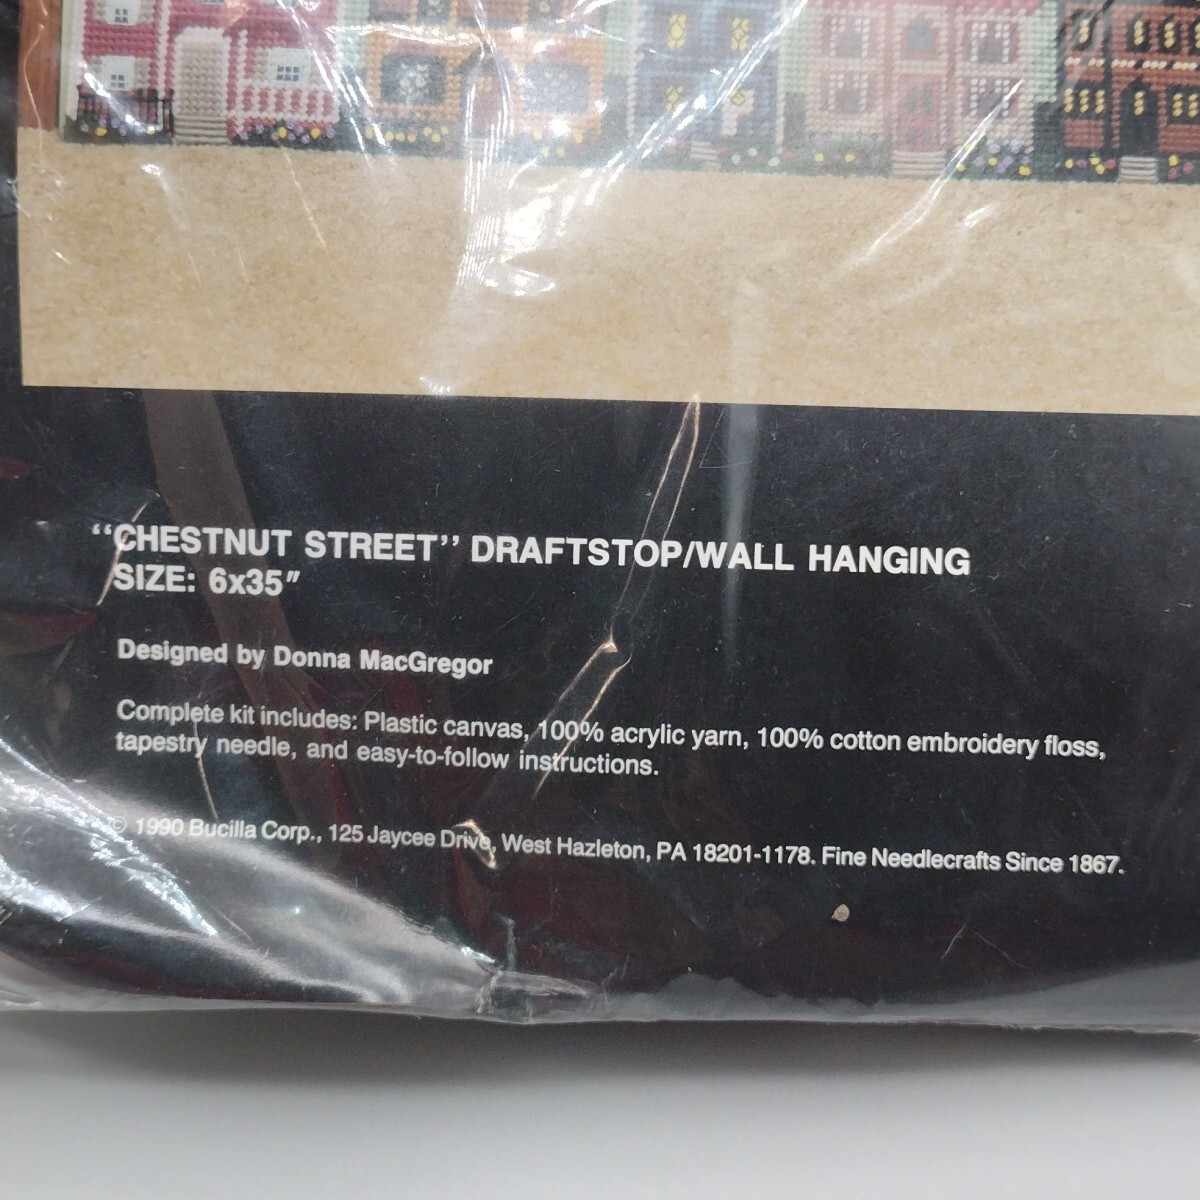 “CHESTNUT STREET” DRAFTSTOP/WALL HANGING
SIZE: 6x35"
Designed by Donna MacGregor
Complete kit includes: Plastic canvas, 100% acrylic yarn, 100% cotton embroidery floss,
tapestry needle, and easy-to-follow instructions.
© 1990 Bucilla Corp., 125 Jaycee Drive, West Hazleton, PA 18201-1178. Fine Needlecrafts Since 1867.